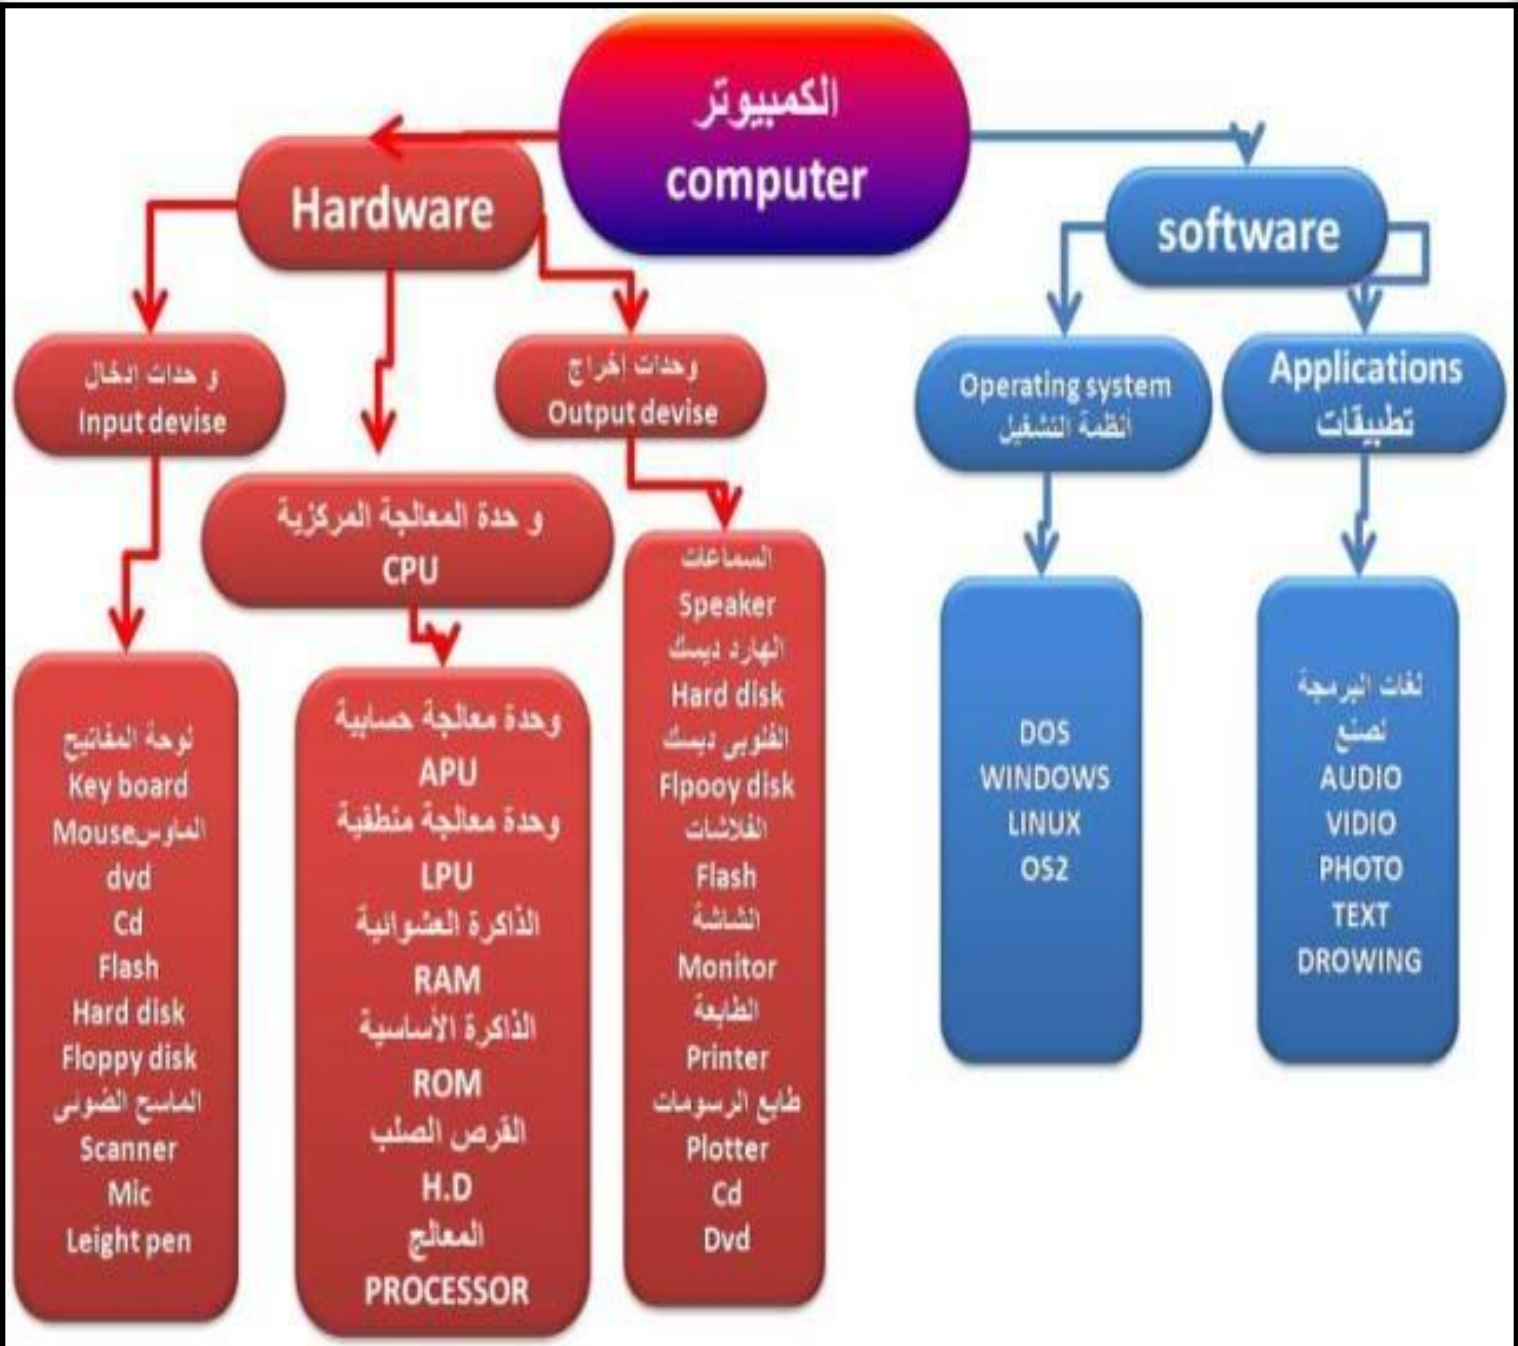 الكمبيوتر
computer
Hardware
software
و حدات ادخال
Input devise
وحدات اخراج
Output devise
Operating system
أنظمة التشغيل
Applications
تطبيقات
و حدة المعالجة المركزية
CPU
لوحة المفاتيح
Key board
Mouseالماوس
dvd
Cd
Flash
Hard disk
Floppy disk
الماسح الضوئى
Scanner
Mic
Leight pen
وحدة معالجة حسابية
APU
وحدة معالجة منطقية
LPU
الذاكرة العشوائية
RAM
الذاكرة الأساسية
ROM
القرص الصلب
H.D
المعالج
PROCESSOR
السماعات
Speaker
الهارد ديسك
Hard disk
الفلوبى ديسك
Flpooy disk
الفلاشات
Flash
الشاشة
Monitor
الطابعة
Printer
طابع الرسومات
Plotter
Cd
Dvd
DOS
WINDOWS
LINUX
OS2
لغات البرمجة
لصنع
AUDIO
VIDIO
PHOTO
TEXT
DROWING